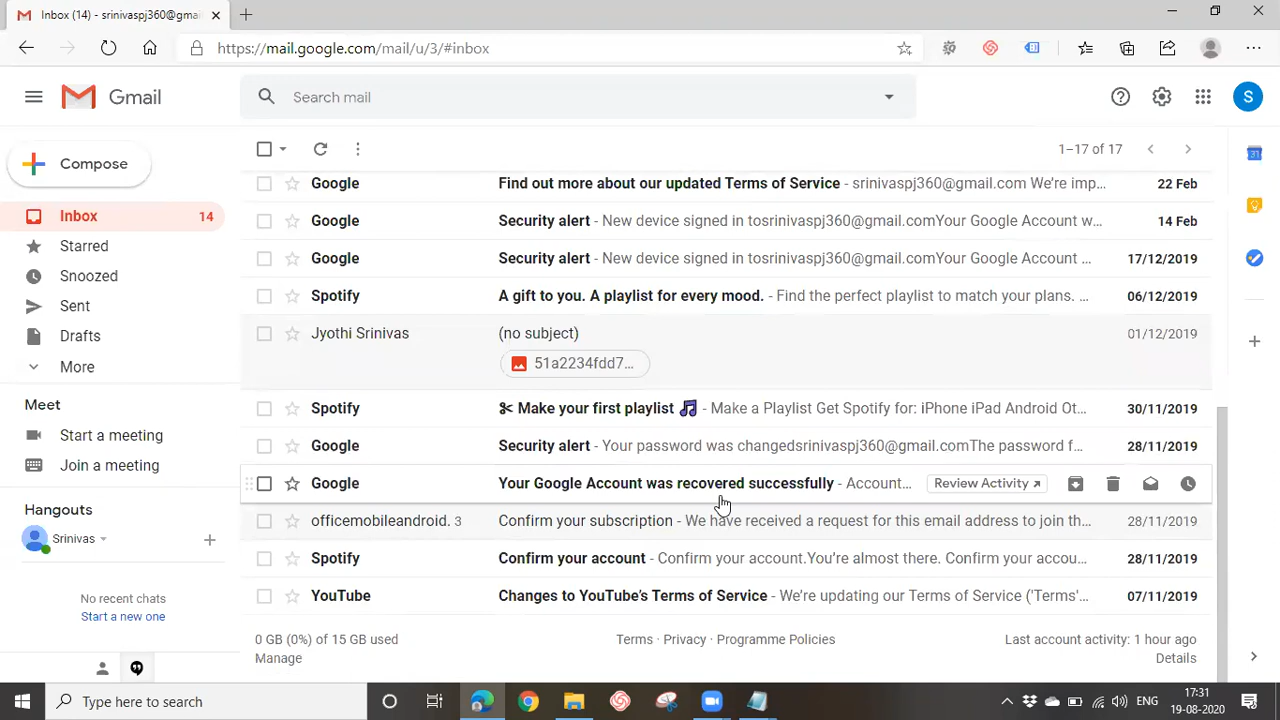 Inbox (14) - srinivaspj360@gma
https://mail.google.com/mail/u/3/#inbox
Gmail
Search mail
S
Compose
1–17 of 17
Inbox 14
Starred
Snoozed
Sent
Drafts
More
Meet
Start a meeting
Join a meeting
Hangouts
Srinivas
No recent chats
Start a new one
Google Find out more about our updated Terms of Service - srinivaspj360@gmail.com We're imp... 22 Feb
Google Security alert - New device signed in tosrinivaspj360@gmail.comYour Google Account w... 14 Feb
Google Security alert - New device signed in tosrinivaspj360@gmail.comYour Google Account ... 17/12/2019
Spotify A gift to you. A playlist for every mood. - Find the perfect playlist to match your plans. ... 06/12/2019
Jyothi Srinivas (no subject) 01/12/2019
51a2234fdd7...
Spotify ✂ Make your first playlist 🎵 - Make a Playlist Get Spotify for: iPhone iPad Android Ot... 30/11/2019
Google Security alert - Your password was changedsrinivaspj360@gmail.comThe password f... 28/11/2019
Google Your Google Account was recovered successfully - Account... Review Activity
officemobileandroid. 3 Confirm your subscription - We have received a request for this email address to join th... 28/11/2019
Spotify Confirm your account - Confirm your account.You're almost there. Confirm your accou... 28/11/2019
YouTube Changes to YouTube's Terms of Service - We're updating our Terms of Service ('Terms'... 07/11/2019
0 GB (0%) of 15 GB used
Manage
Terms · Privacy · Programme Policies
Last account activity: 1 hour ago
Details
31
Type here to search
ENG
17:31
19-08-2020